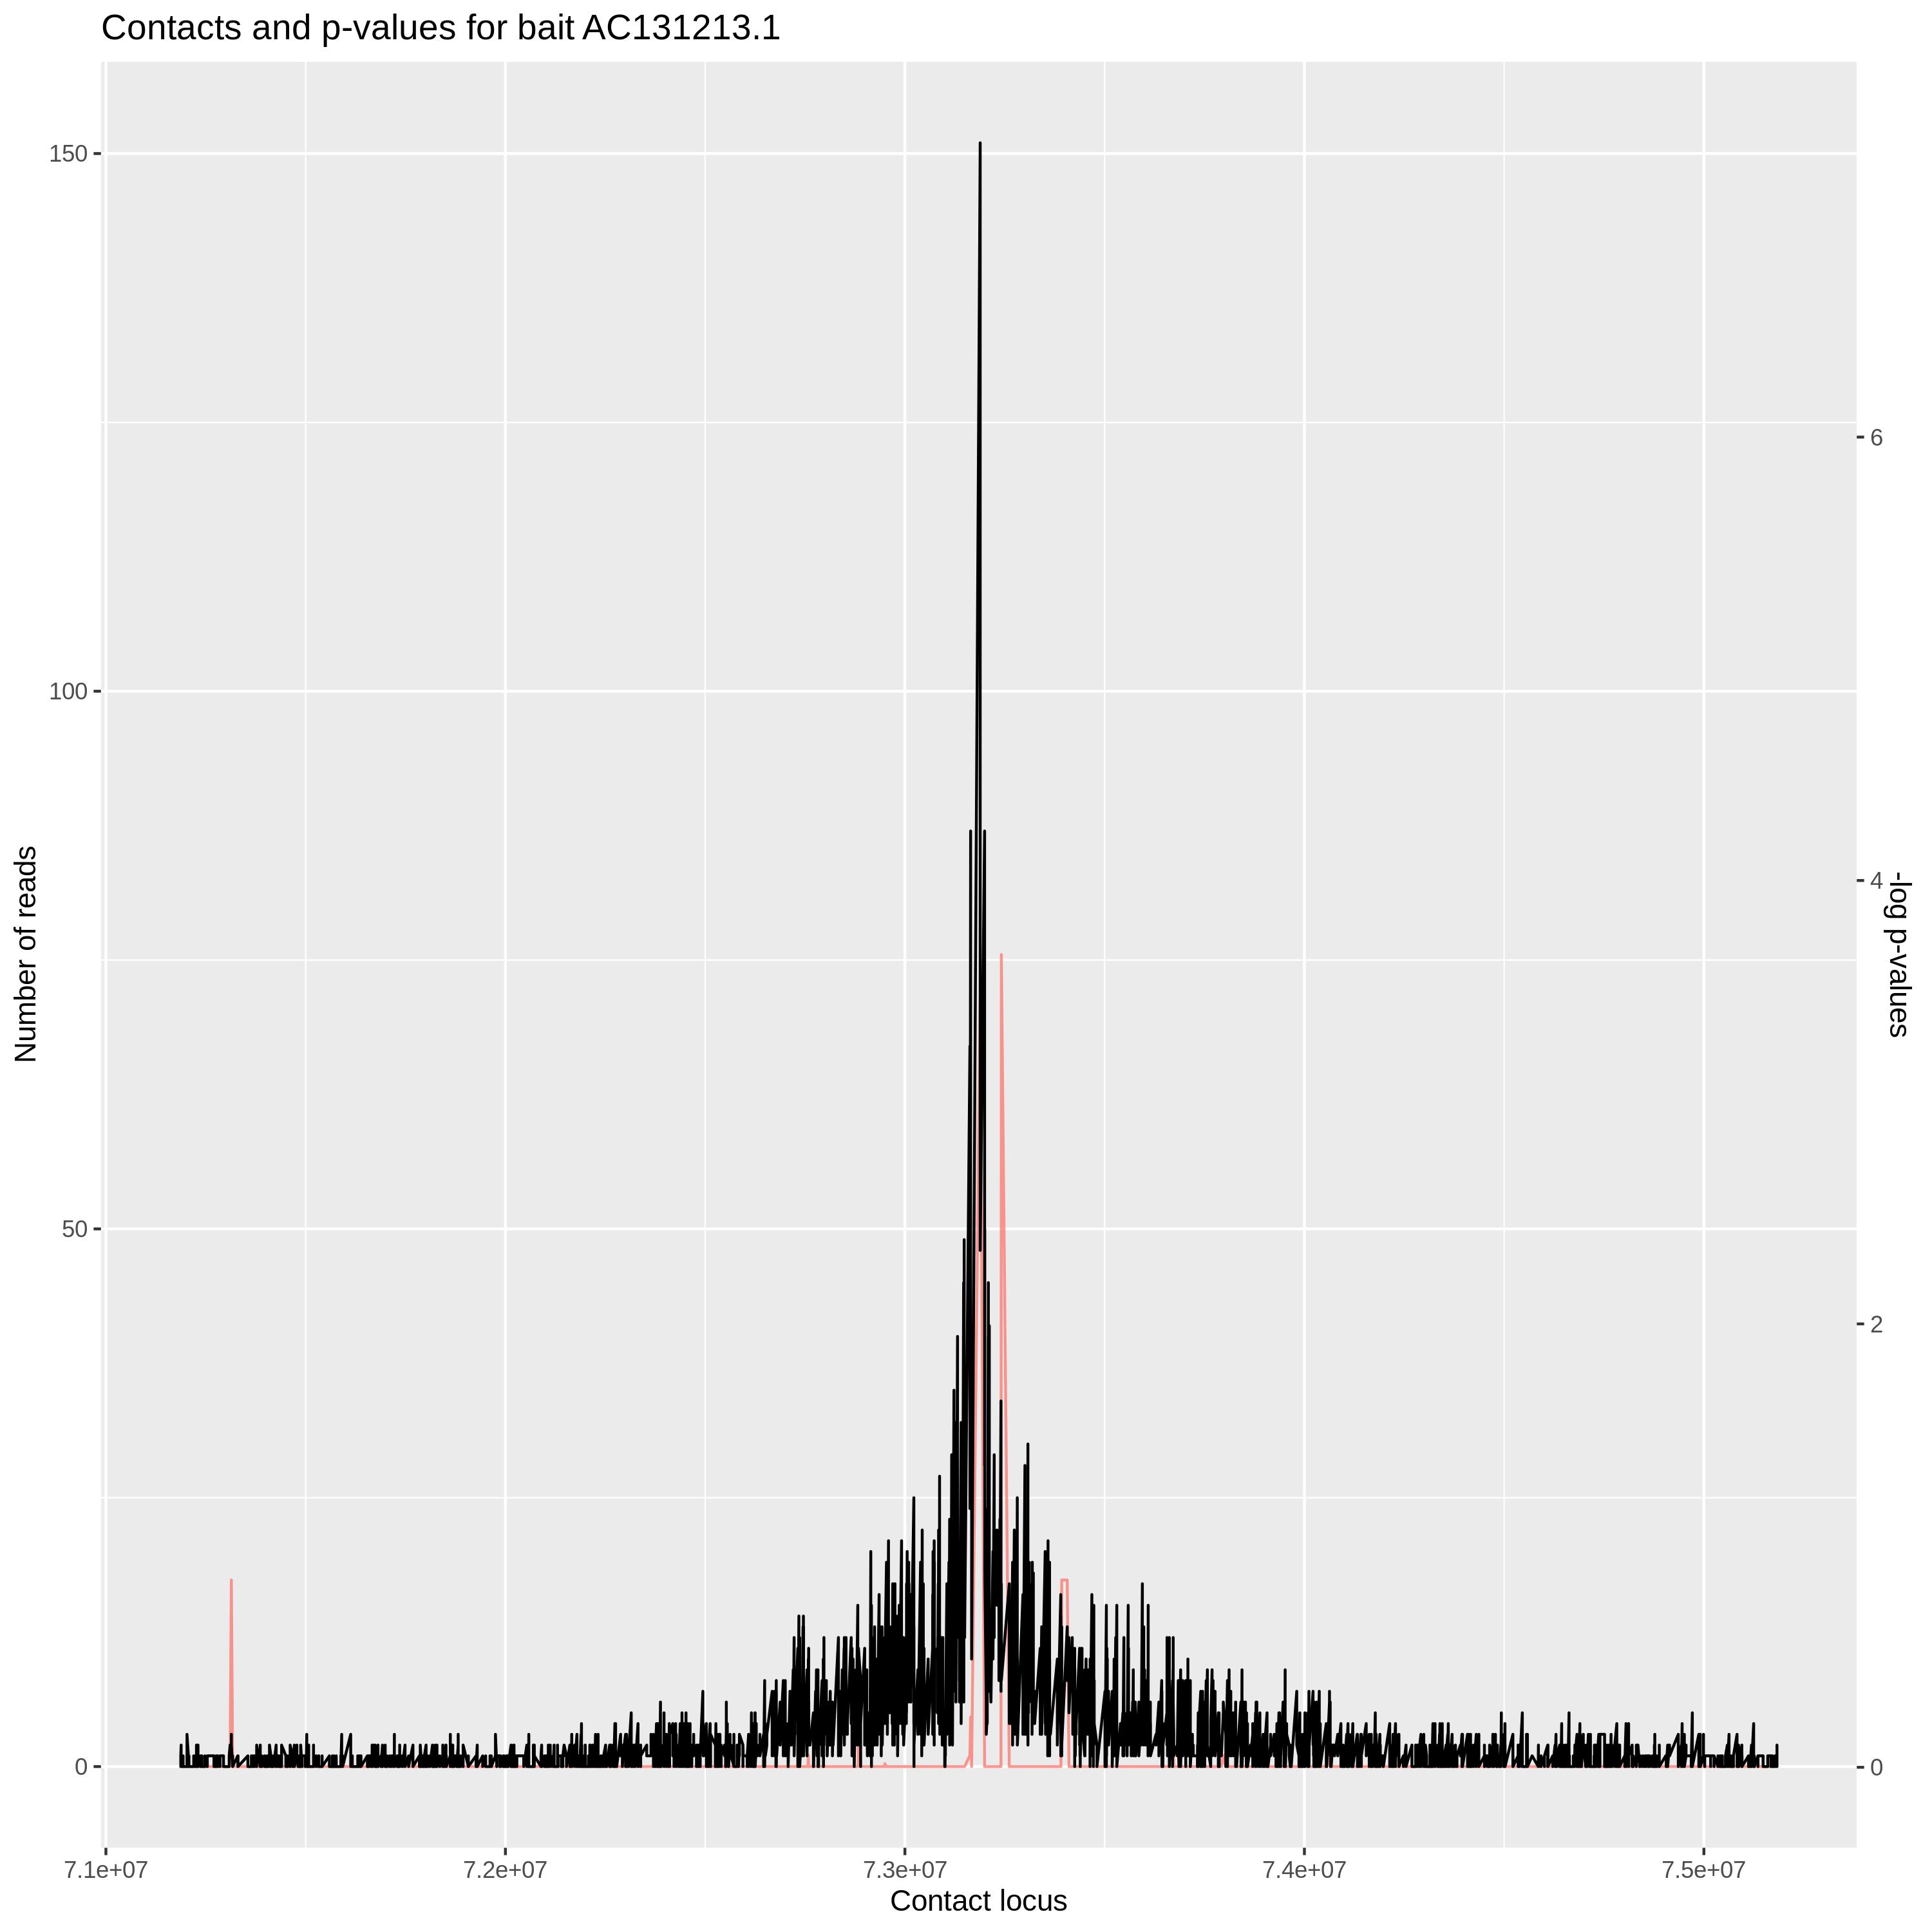 Contacts and p-values for bait AC131213.1
150
100
50
0
Number of reads
6
4
2
0
-log p-values
7.1e+07
7.2e+07
7.3e+07
7.4e+07
7.5e+07
Contact locus